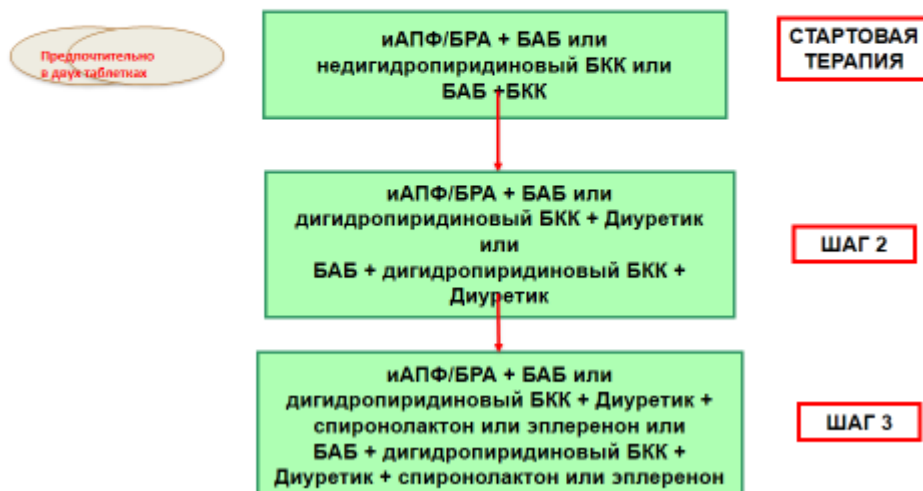 Предпочтительно
в двух таблетках
иАПФ/БРА + БАБ или
недигидропиридиновый БКК или
БАБ +БКК
СТАРТОВАЯ
ТЕРАПИЯ
иАПФ/БРА + БАБ или
дигидропиридиновый БКК + Диуретик
или
БАБ + дигидропиридиновый БКК +
Диуретик
ШАГ 2
иАПФ/БРА + БАБ или
дигидропиридиновый БКК + Диуретик +
спиронолактон или эплеренон или
БАБ + дигидропиридиновый БКК +
Диуретик + спиронолактон или эплеренон
ШАГ 3